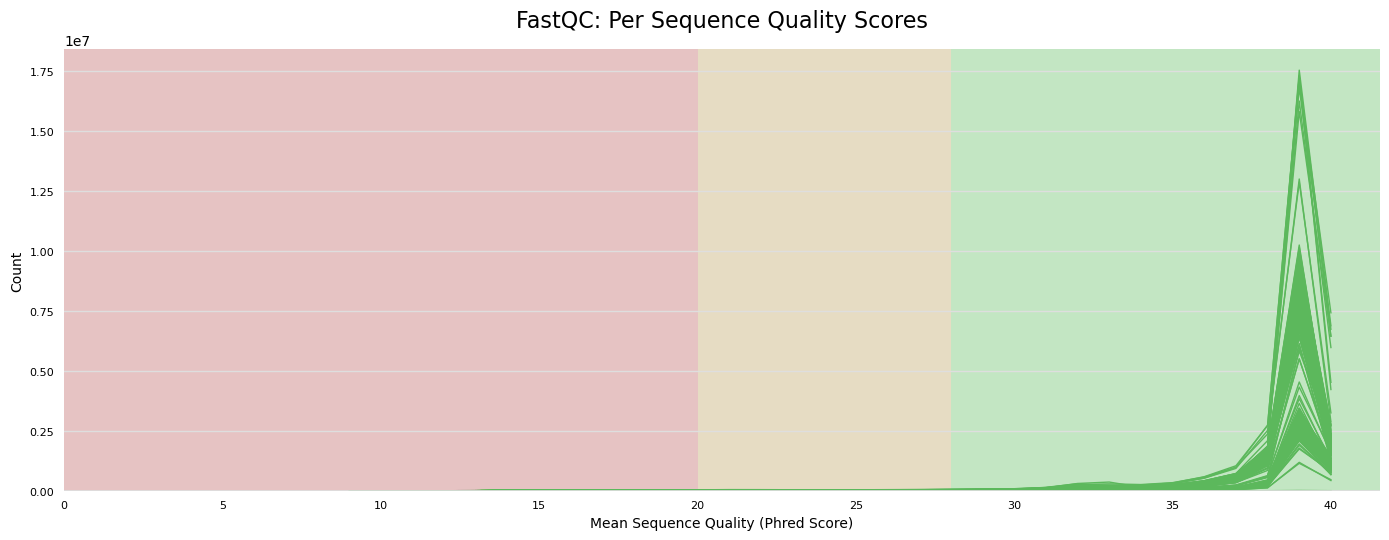 FastQC: Per Sequence Quality Scores
1e7
1.75
1.50
1.25
1.00
0.75
0.50
0.25
0.00
Count
0 5 10 15 20 25 30 35 40
Mean Sequence Quality (Phred Score)